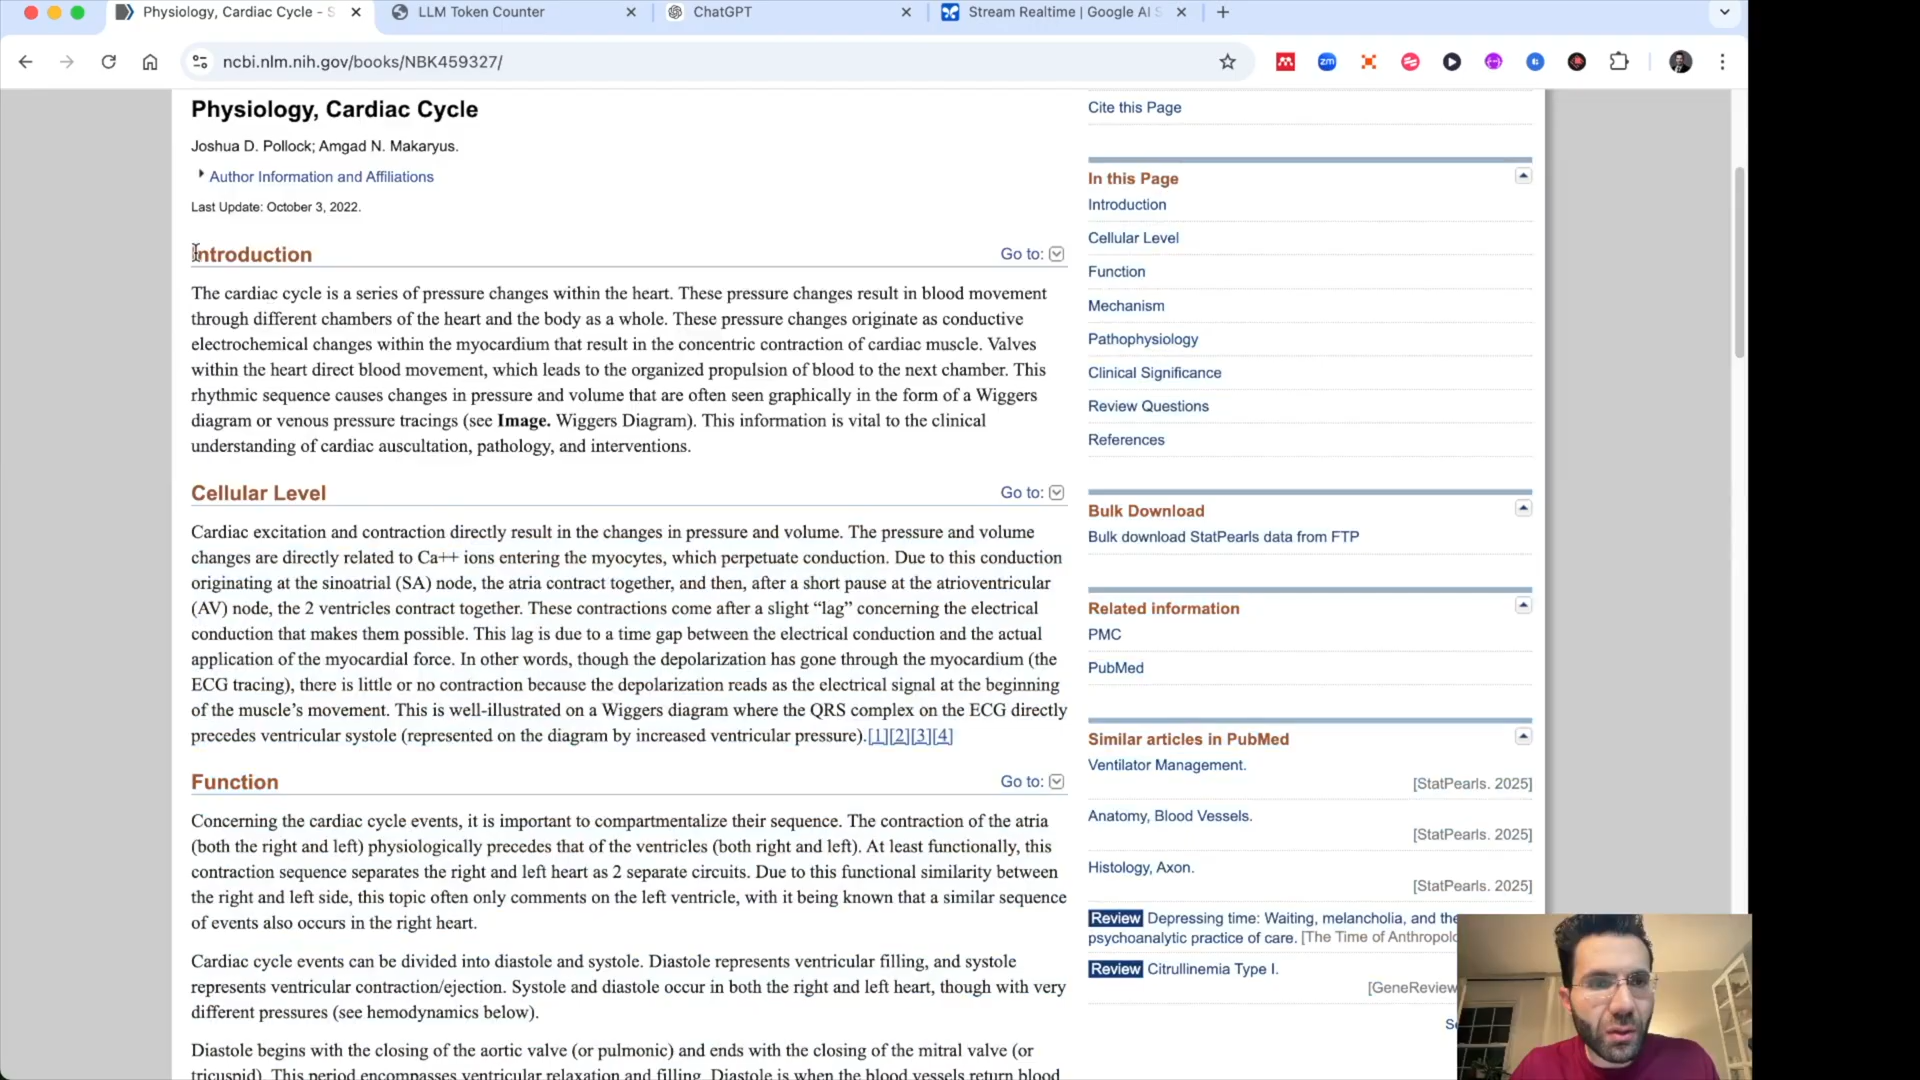 Physiology, Cardiac Cycle - S
LLM Token Counter
ChatGPT
Stream Realtime | Google AI S
ncbi.nlm.nih.gov/books/NBK459327/
zm
Physiology, Cardiac Cycle
Joshua D. Pollock; Amgad N. Makaryus.
Author Information and Affiliations
Last Update: October 3, 2022.
Introduction
Go to:
The cardiac cycle is a series of pressure changes within the heart. These pressure changes result in blood movement
through different chambers of the heart and the body as a whole. These pressure changes originate as conductive
electrochemical changes within the myocardium that result in the concentric contraction of cardiac muscle. Valves
within the heart direct blood movement, which leads to the organized propulsion of blood to the next chamber. This
rhythmic sequence causes changes in pressure and volume that are often seen graphically in the form of a Wiggers
diagram or venous pressure tracings (see Image. Wiggers Diagram). This information is vital to the clinical
understanding of cardiac auscultation, pathology, and interventions.
Cellular Level
Go to:
Cardiac excitation and contraction directly result in the changes in pressure and volume. The pressure and volume
changes are directly related to Ca++ ions entering the myocytes, which perpetuate conduction. Due to this conduction
originating at the sinoatrial (SA) node, the atria contract together, and then, after a short pause at the atrioventricular
(AV) node, the 2 ventricles contract together. These contractions come after a slight “lag” concerning the electrical
conduction that makes them possible. This lag is due to a time gap between the electrical conduction and the actual
application of the myocardial force. In other words, though the depolarization has gone through the myocardium (the
ECG tracing), there is little or no contraction because the depolarization reads as the electrical signal at the beginning
of the muscle’s movement. This is well-illustrated on a Wiggers diagram where the QRS complex on the ECG directly
precedes ventricular systole (represented on the diagram by increased ventricular pressure).[1][2][3][4]
Function
Go to:
Concerning the cardiac cycle events, it is important to compartmentalize their sequence. The contraction of the atria
(both the right and left) physiologically precedes that of the ventricles (both right and left). At least functionally, this
contraction sequence separates the right and left heart as 2 separate circuits. Due to this functional similarity between
the right and left side, this topic often only comments on the left ventricle, with it being known that a similar sequence
of events also occurs in the right heart.
Cardiac cycle events can be divided into diastole and systole. Diastole represents ventricular filling, and systole
represents ventricular contraction/ejection. Systole and diastole occur in both the right and left heart, though with very
different pressures (see hemodynamics below).
Diastole begins with the closing of the aortic valve (or pulmonic) and ends with the closing of the mitral valve (or
tricuspid). This period encompasses ventricular relaxation and filling. Diastole is when the blood vessels return blood
Cite this Page
In this Page
Introduction
Cellular Level
Function
Mechanism
Pathophysiology
Clinical Significance
Review Questions
References
Bulk Download
Bulk download StatPearls data from FTP
Related information
PMC
PubMed
Similar articles in PubMed
Ventilator Management.
[StatPearls. 2025]
Anatomy, Blood Vessels.
[StatPearls. 2025]
Histology, Axon.
[StatPearls. 2025]
Review Depressing time: Waiting, melancholia, and the
psychoanalytic practice of care. [The Time of Anthropolo
Review Citrullinemia Type I.
[GeneReview
Se